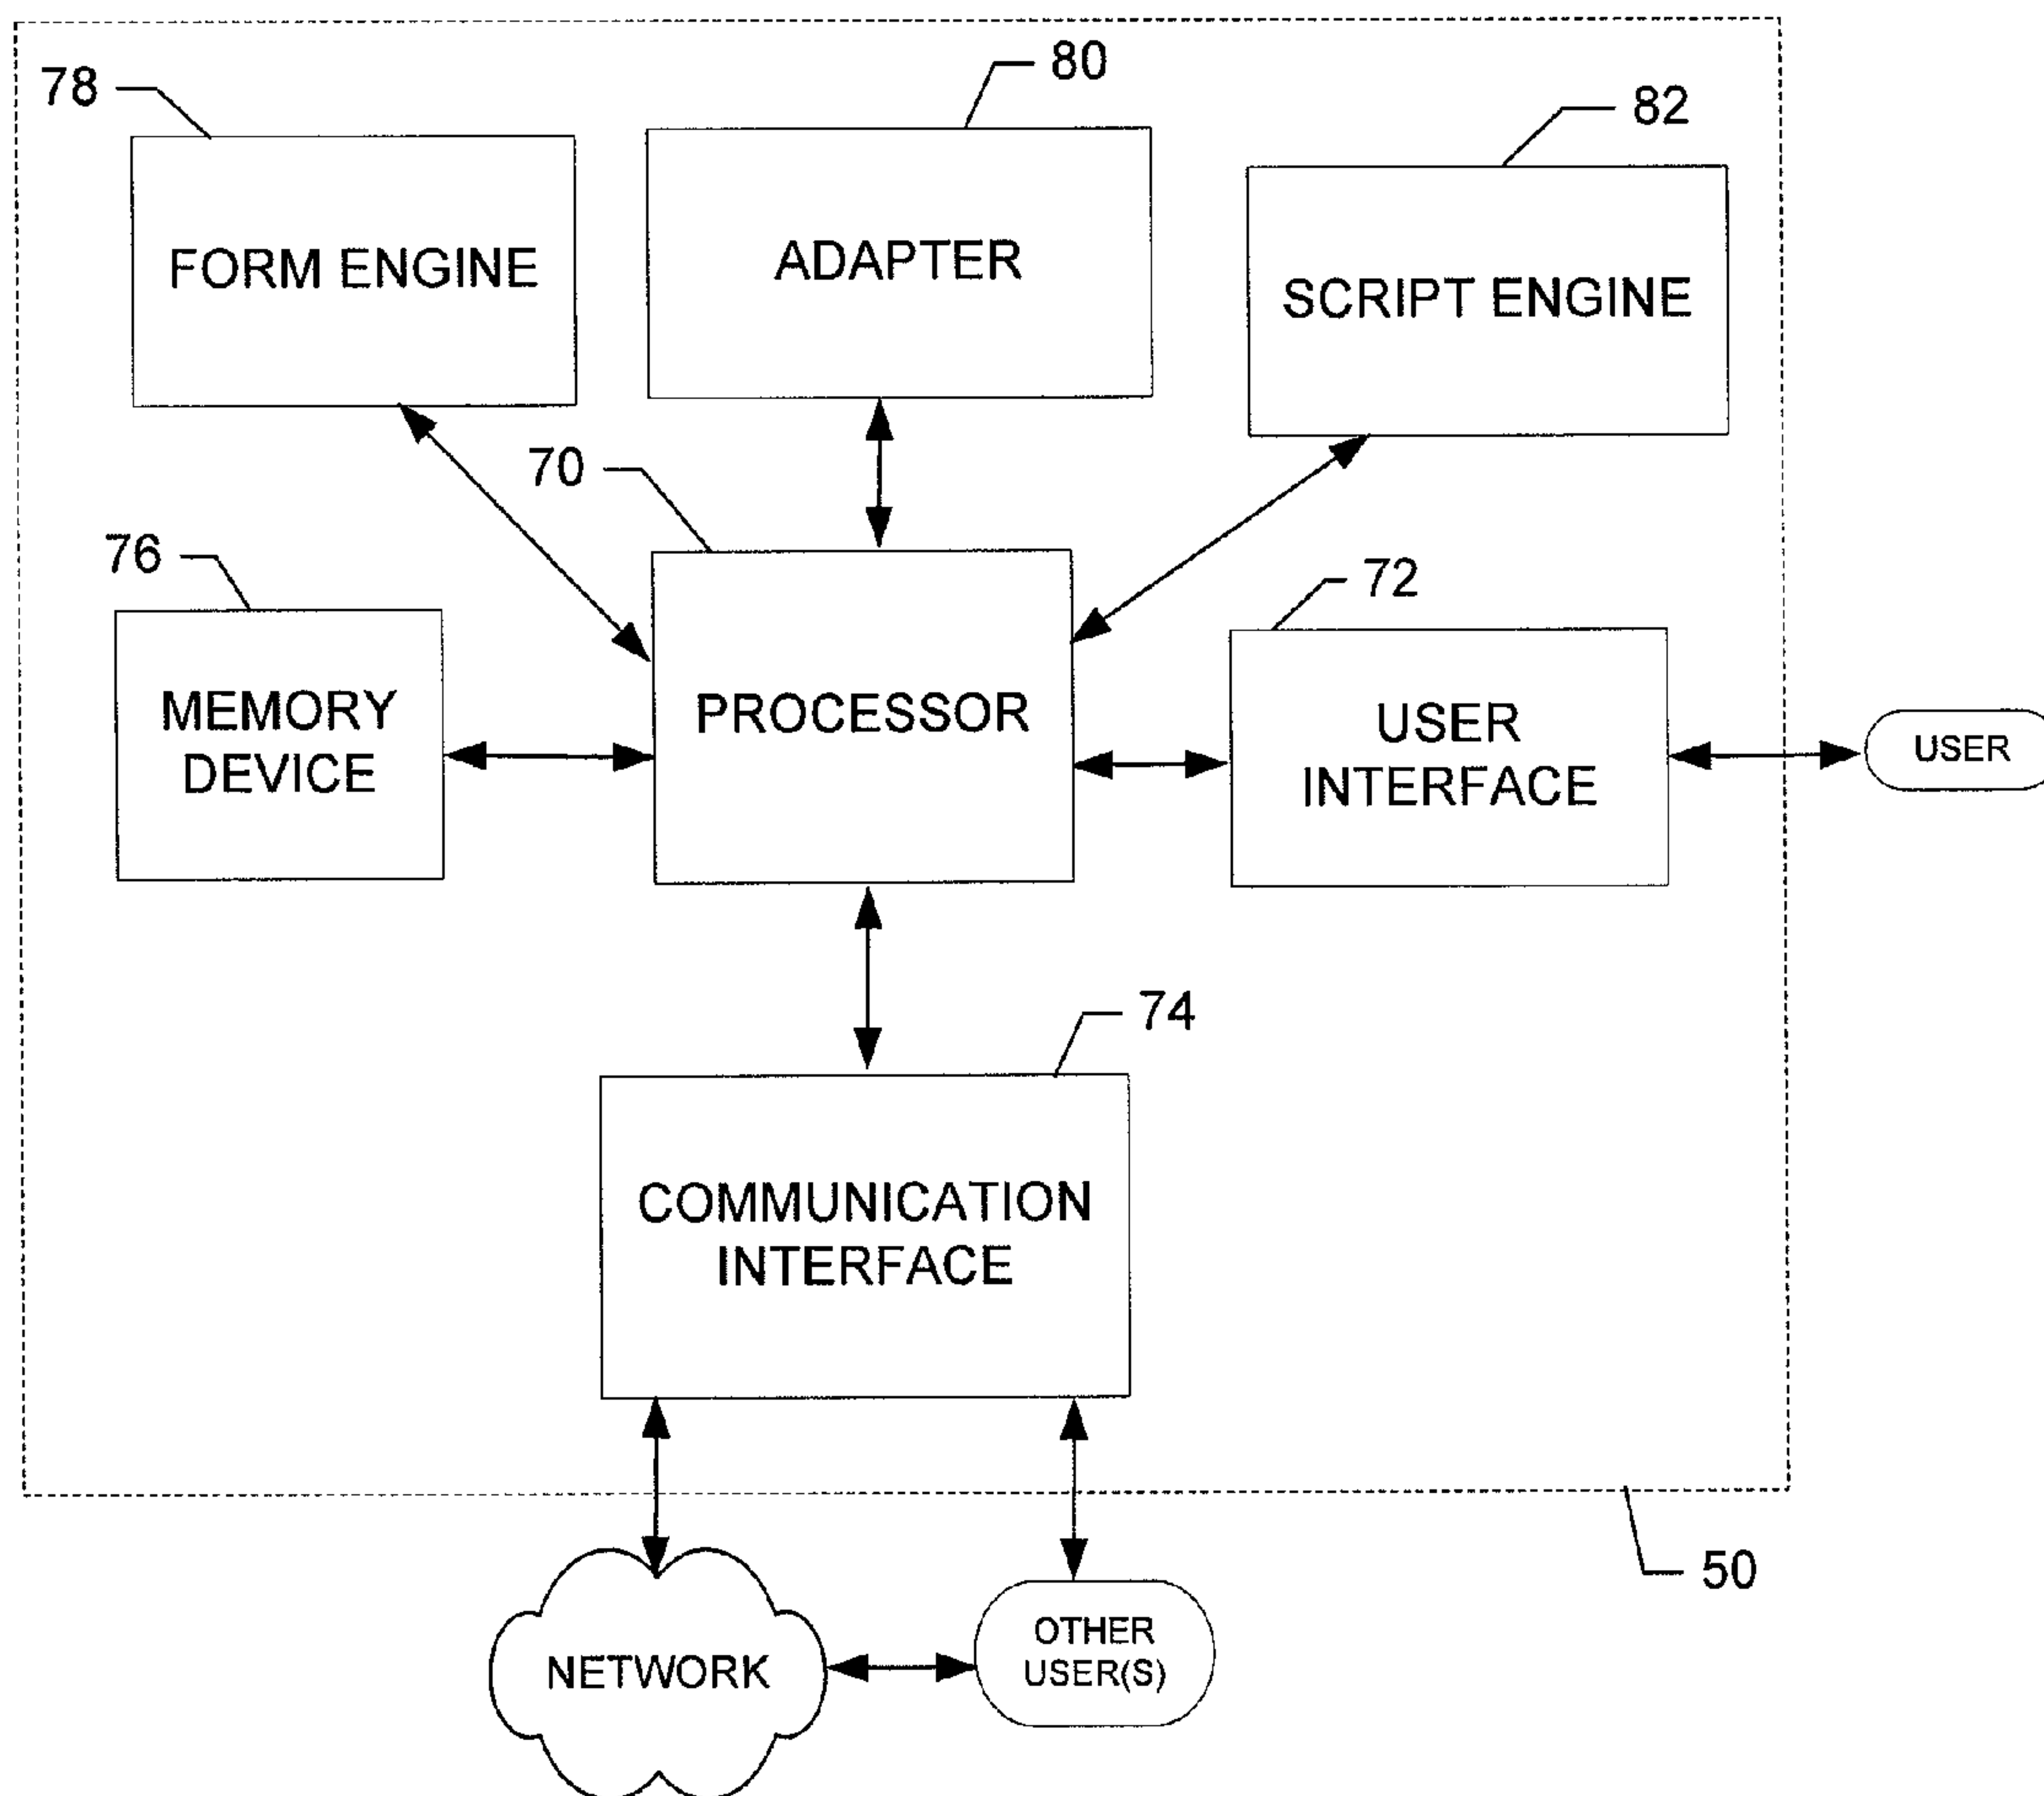 78
80
82
FORM ENGINE
ADAPTER
SCRIPT ENGINE
70
76
72
MEMORY
DEVICE
PROCESSOR
USER
INTERFACE
USER
74
COMMUNICATION
INTERFACE
50
NETWORK
OTHER
USER(S)